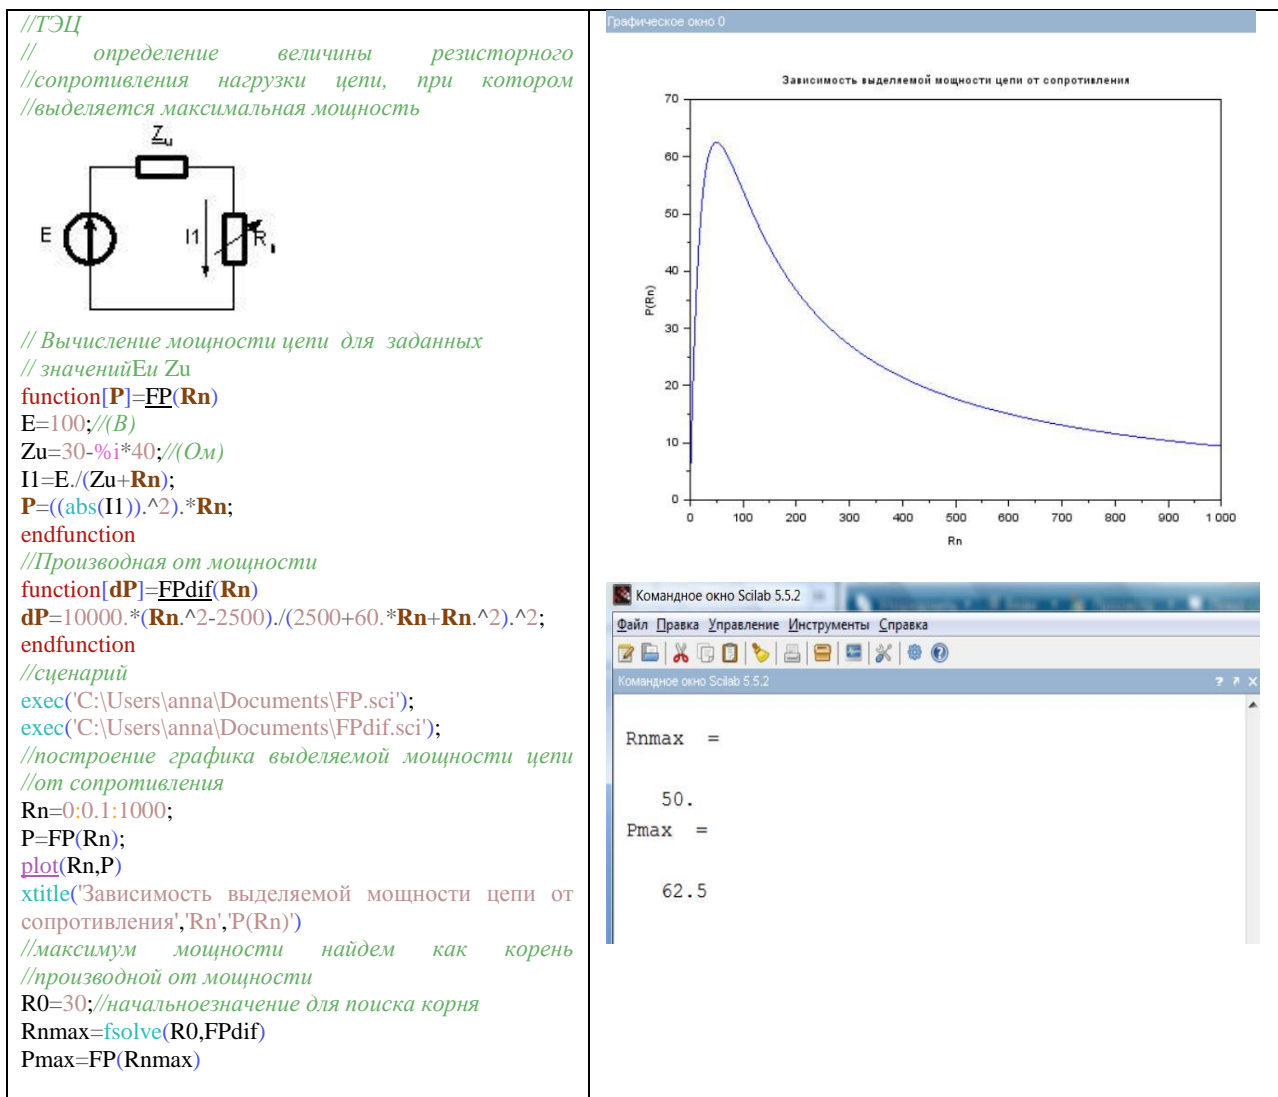 //ТЭЦ
// определение величины резисторного
//сопротивления нагрузки цепи, при котором
//выделяется максимальная мощность
Zu
E
I1
R
// Вычисление мощности цепи для заданных
// значенийЕи Zu
function[P]=FP(Rn)
E=100;//(В)
Zu=30-%i*40;//(Ом)
I1=E./(Zu+Rn);
P=((abs(I1)).^2).*Rn;
endfunction
//Производная от мощности
function[dP]=FPdif(Rn)
dP=10000.*(Rn.^2-2500)./(2500+60.*Rn+Rn.^2).^2;
endfunction
//сценарий
exec('C:\Users\anna\Documents\FP.sci');
exec('C:\Users\anna\Documents\FPdif.sci');
//построение графика выделяемой мощности цепи
//от сопротивления
Rn=0:0.1:1000;
P=FP(Rn);
plot(Rn,P)
xtitle('Зависимость выделяемой мощности цепи от
сопротивления','Rn','P(Rn)')
//максимум мощности найдем как корень
//производной от мощности
R0=30;//начальноезначение для поиска корня
Rnmax=fsolve(R0,FPdif)
Pmax=FP(Rnmax)
Графическое окно 0
Зависимость выделяемой мощности цепи от сопротивления
70
60
50
40
30
20
10
0
P(Rn)
0 100 200 300 400 500 600 700 800 900 1 000
Rn
Командное окно Scilab 5.5.2
Файл Правка Управление Инструменты Справка
Командное окно Scilab 5.5.2
Rnmax =
50.
Pmax =
62.5